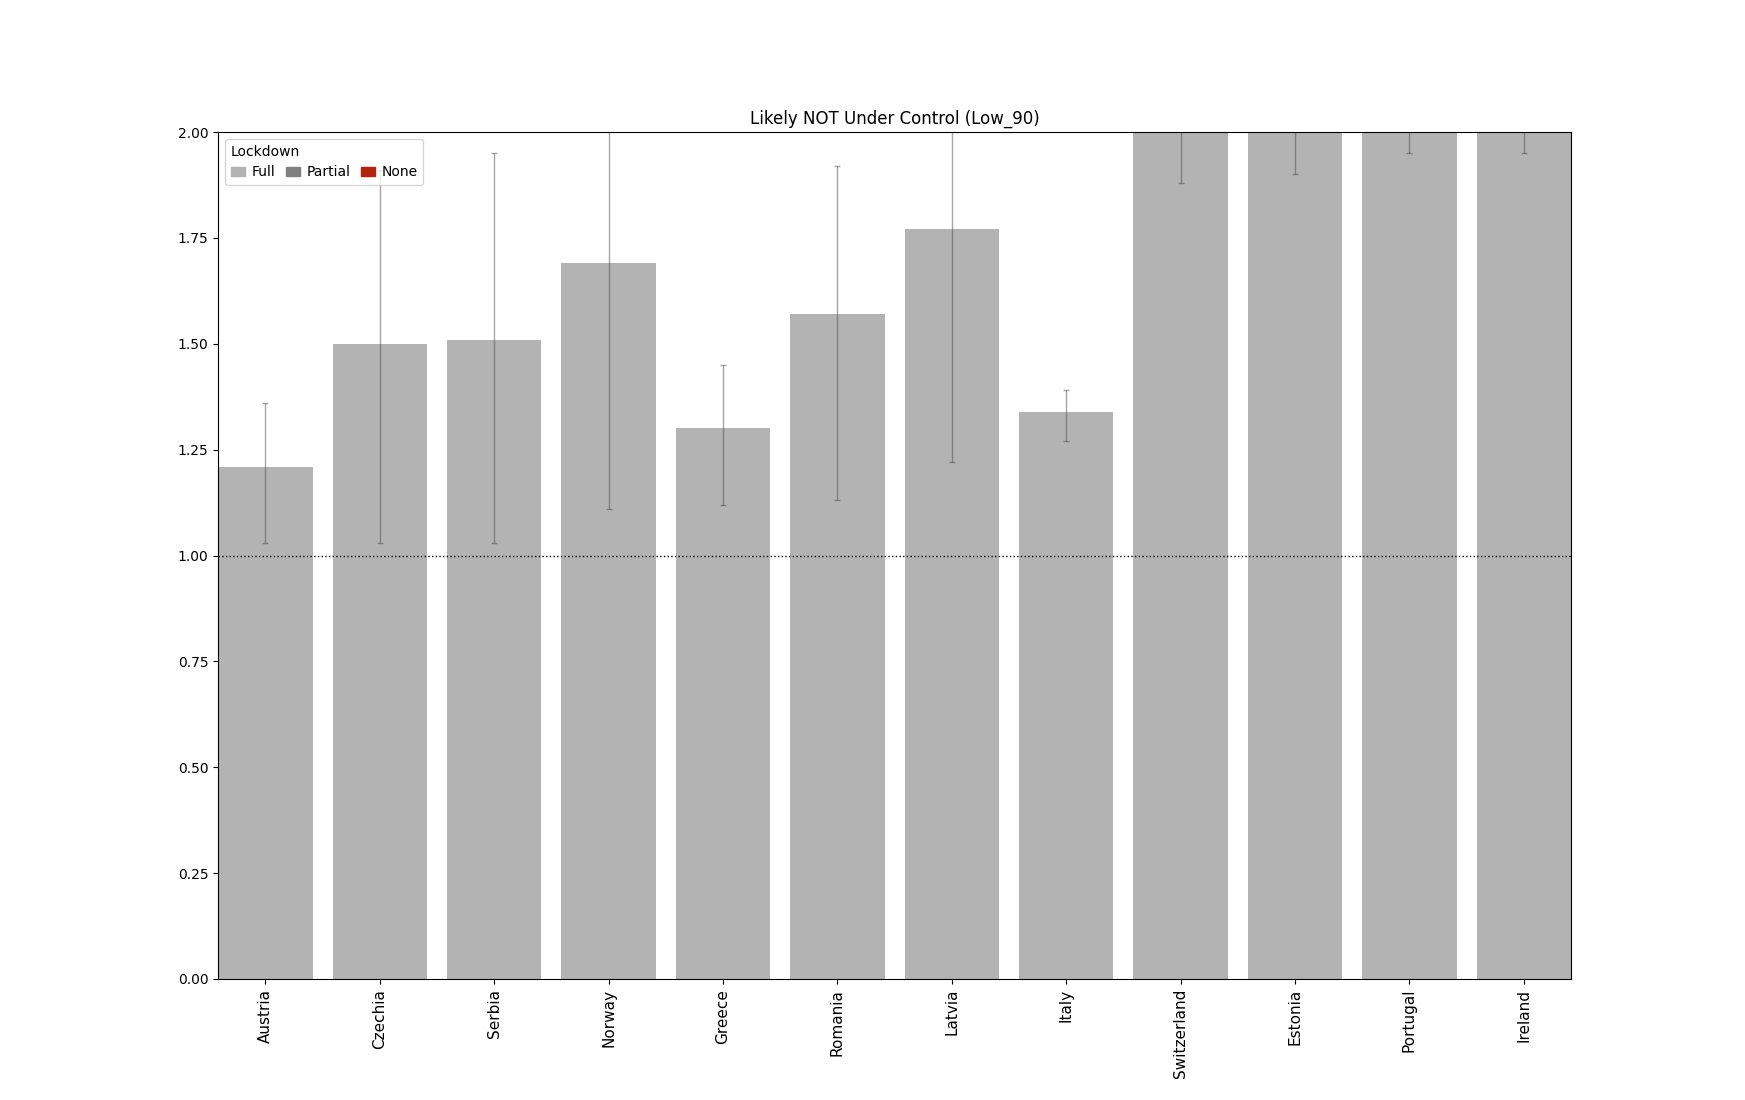 Likely NOT Under Control (Low_90)
Lockdown
Full Partial None
2.00
1.75
1.50
1.25
1.00
0.75
0.50
0.25
0.00
Austria
Czechia
Serbia
Norway
Greece
Romania
Latvia
Italy
Switzerland
Estonia
Portugal
Ireland